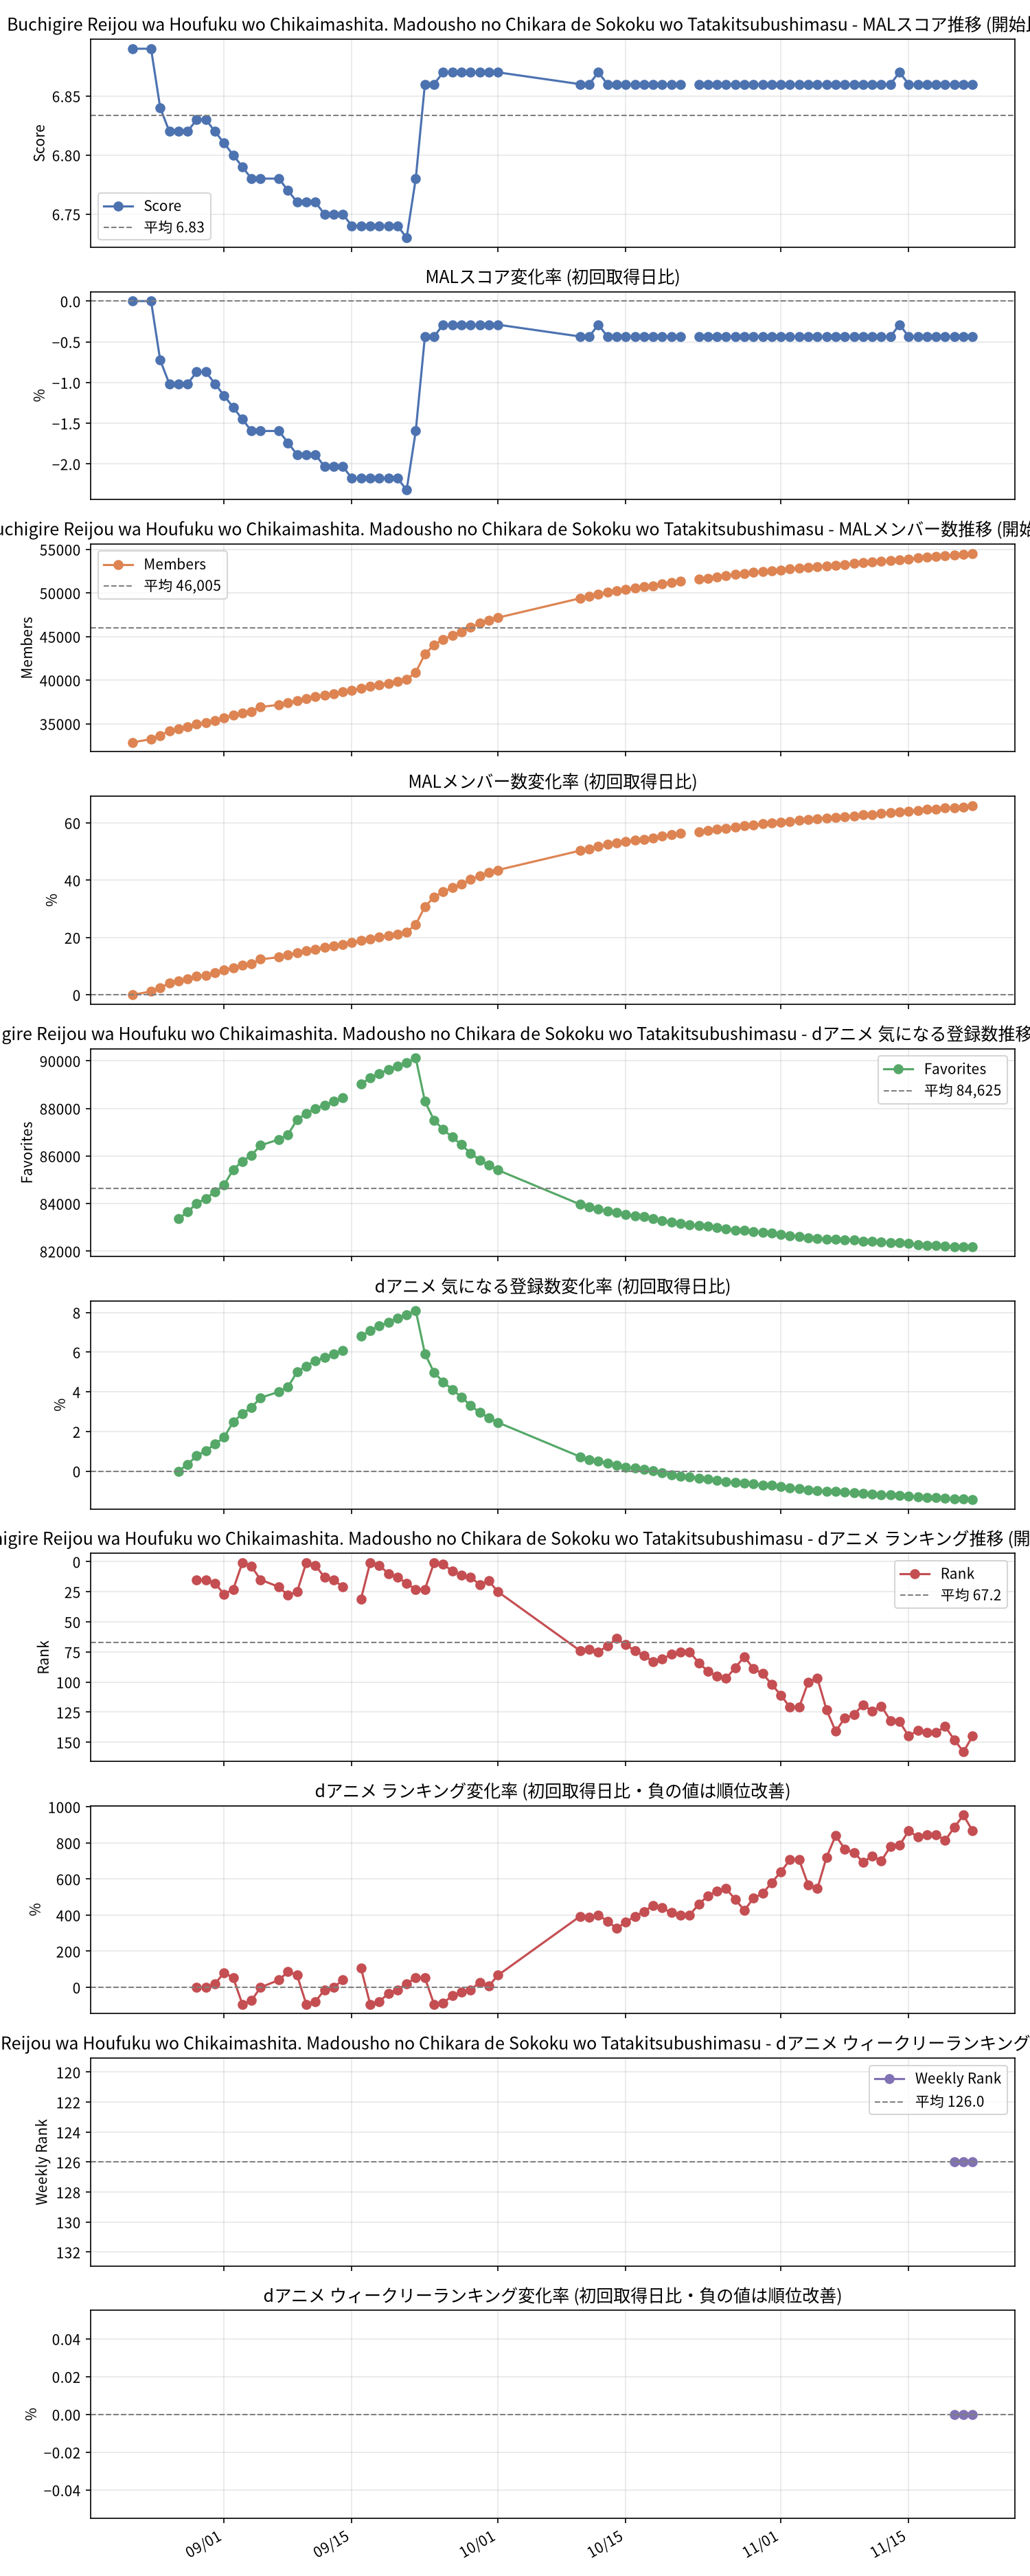 Buchigire Reijou wa Houfuku wo Chikaimashita. Madousho no Chikara de Sokoku wo Tatakitsubushimasu - MALスコア推移 (開始
6.85
6.80
6.75
Score
Score
平均 6.83
MALスコア変化率 (初回取得日比)
0.0
−0.5
−1.0
−1.5
−2.0
%
uchigire Reijou wa Houfuku wo Chikaimashita. Madousho no Chikara de Sokoku wo Tatakitsubushimasu - MALメンバー数推移 (開始
55000
50000
45000
40000
35000
Members
Members
平均 46,005
MALメンバー数変化率 (初回取得日比)
60
40
20
0
%
gire Reijou wa Houfuku wo Chikaimashita. Madousho no Chikara de Sokoku wo Tatakitsubushimasu - dアニメ 気になる登録数推移
90000
88000
86000
84000
82000
Favorites
Favorites
平均 84,625
dアニメ 気になる登録数変化率 (初回取得日比)
8
6
4
2
0
%
igire Reijou wa Houfuku wo Chikaimashita. Madousho no Chikara de Sokoku wo Tatakitsubushimasu - dアニメ ランキング推移 (開
0
25
50
75
100
125
150
Rank
Rank
平均 67.2
dアニメ ランキング変化率 (初回取得日比・負の値は順位改善)
1000
800
600
400
200
0
%
Reijou wa Houfuku wo Chikaimashita. Madousho no Chikara de Sokoku wo Tatakitsubushimasu - dアニメ ウィークリーランキング
120
122
124
126
128
130
132
Weekly Rank
Weekly Rank
平均 126.0
dアニメ ウィークリーランキング変化率 (初回取得日比・負の値は順位改善)
0.04
0.02
0.00
−0.02
−0.04
%
09/01
09/15
10/01
10/15
11/01
11/15